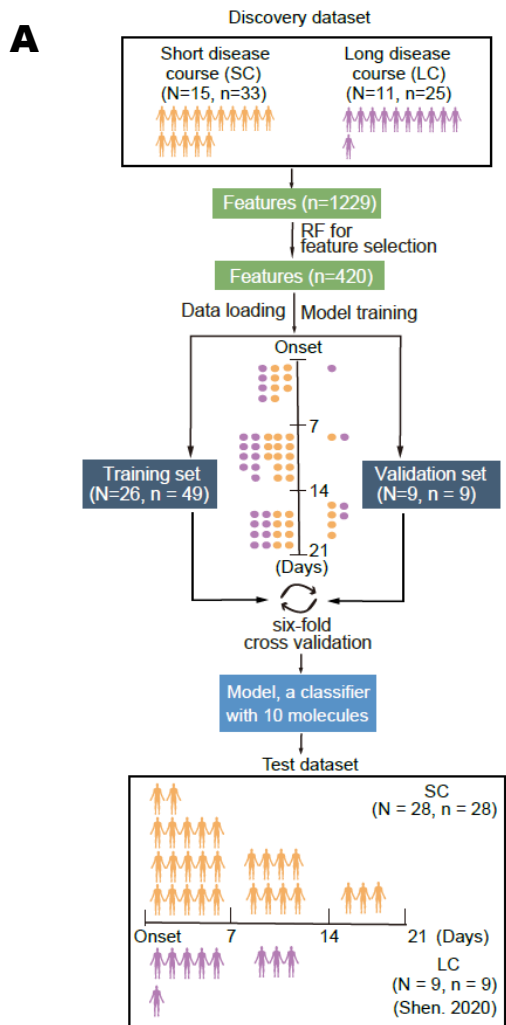 A
Discovery dataset
Short disease
course (SC)
(N=15, n=33)
Long disease
course (LC)
(N=11, n=25)
Features (n=1229)
RF for
feature selection
Features (n=420)
Data loading
Model training
Onset
7
14
21
(Days)
Training set
(N=26, n = 49)
Validation set
(N=9, n = 9)
six-fold
cross validation
Model, a classifier
with 10 molecules
Test dataset
SC
(N = 28, n = 28)
Onset 7 14 21 (Days)
LC
(N = 9, n = 9)
(Shen. 2020)